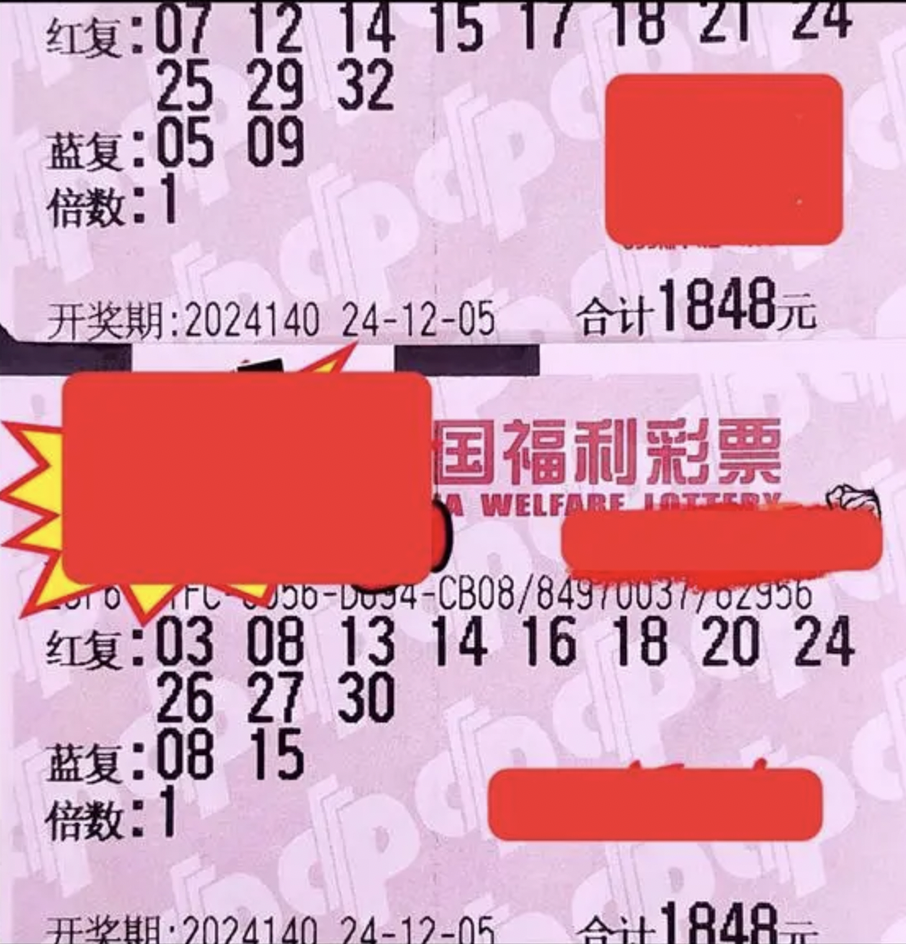 红复:07 12 14 15 17 18 21 24
25 29 32
蓝复:05 09
倍数:1
开奖期:2024140 24-12-05 合计1848元
国福利彩票
A WELFARE LOTTERY
-CB08/84970037/82956
红复:03 08 13 14 16 18 20 24
26 27 30
蓝复:08 15
倍数:1
开奖期:2024140 24-12-05 合计1848元